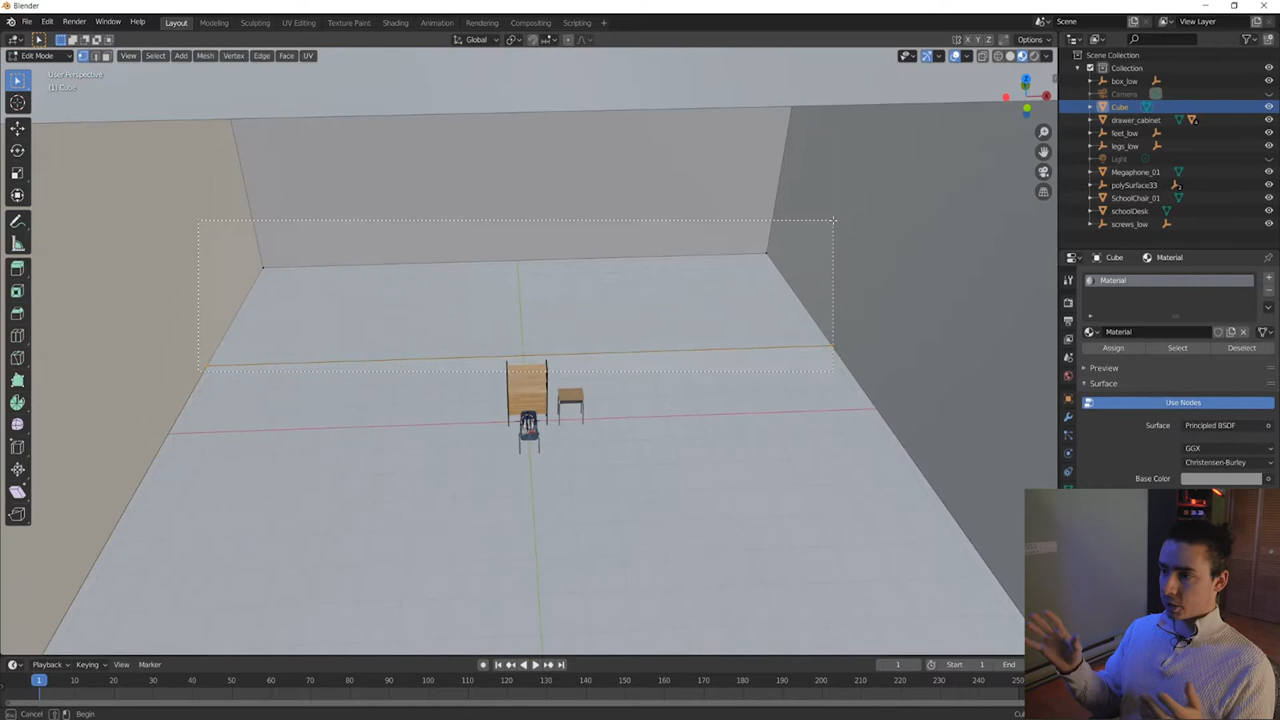 Blender
File Edit Render Window Help Layout Modeling Sculpting UV Editing Texture Paint Shading Animation Rendering Compositing Scripting + Scene View Layer
Global X Y Z Options
Edit Mode View Select Add Mesh Vertex Edge Face UV
User Perspective
(1) Cube
Scene Collection
Collection
box_low
Camera
Cube
drawer_cabinet
feet_low
legs_low
Light
Megaphone_01
polySurface33
SchoolChair_01
schoolDesk
screws_low
Cube Material
Material
Material
Assign Select Deselect
Preview
Surface
Use Nodes
Surface Principled BSDF
GGX
Christensen-Burley
Base Color
Playback Keying View Marker 1 Start 1 End
1 10 20 30 40 50 60 70 80 90 100 110 120 130 140 150 160 170 180 190 200 210 220 230 240 250
Cancel Begin